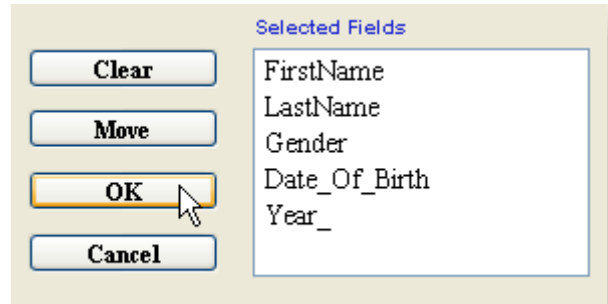 Selected Fields
Clear
Move
OK
Cancel
FirstName
LastName
Gender
Date_Of_Birth
Year_